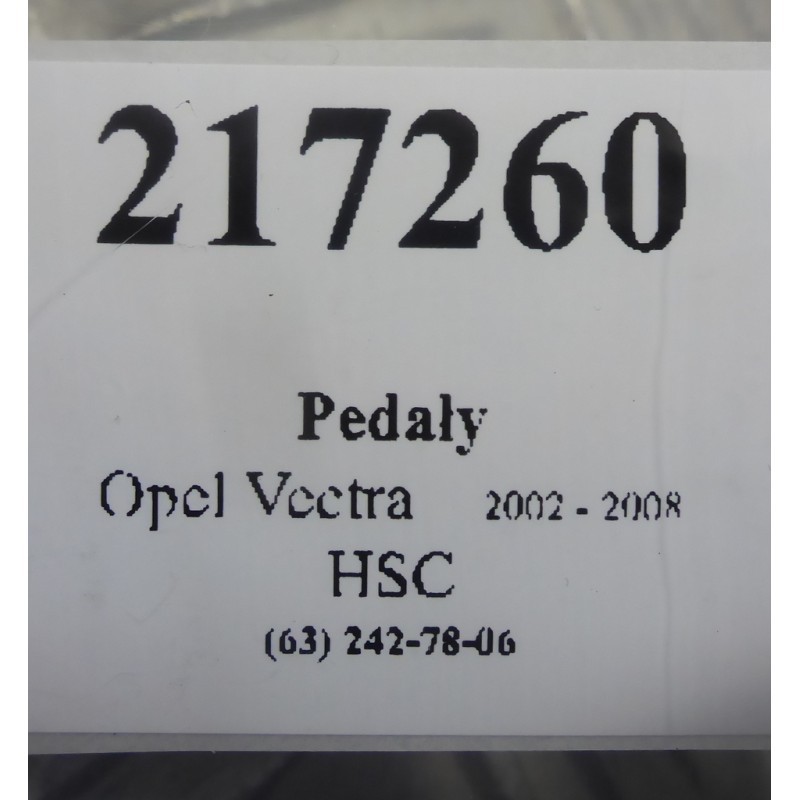 217260
Pedały
Opel Vectra 2002 - 2008
HSC
(63) 242-78-06